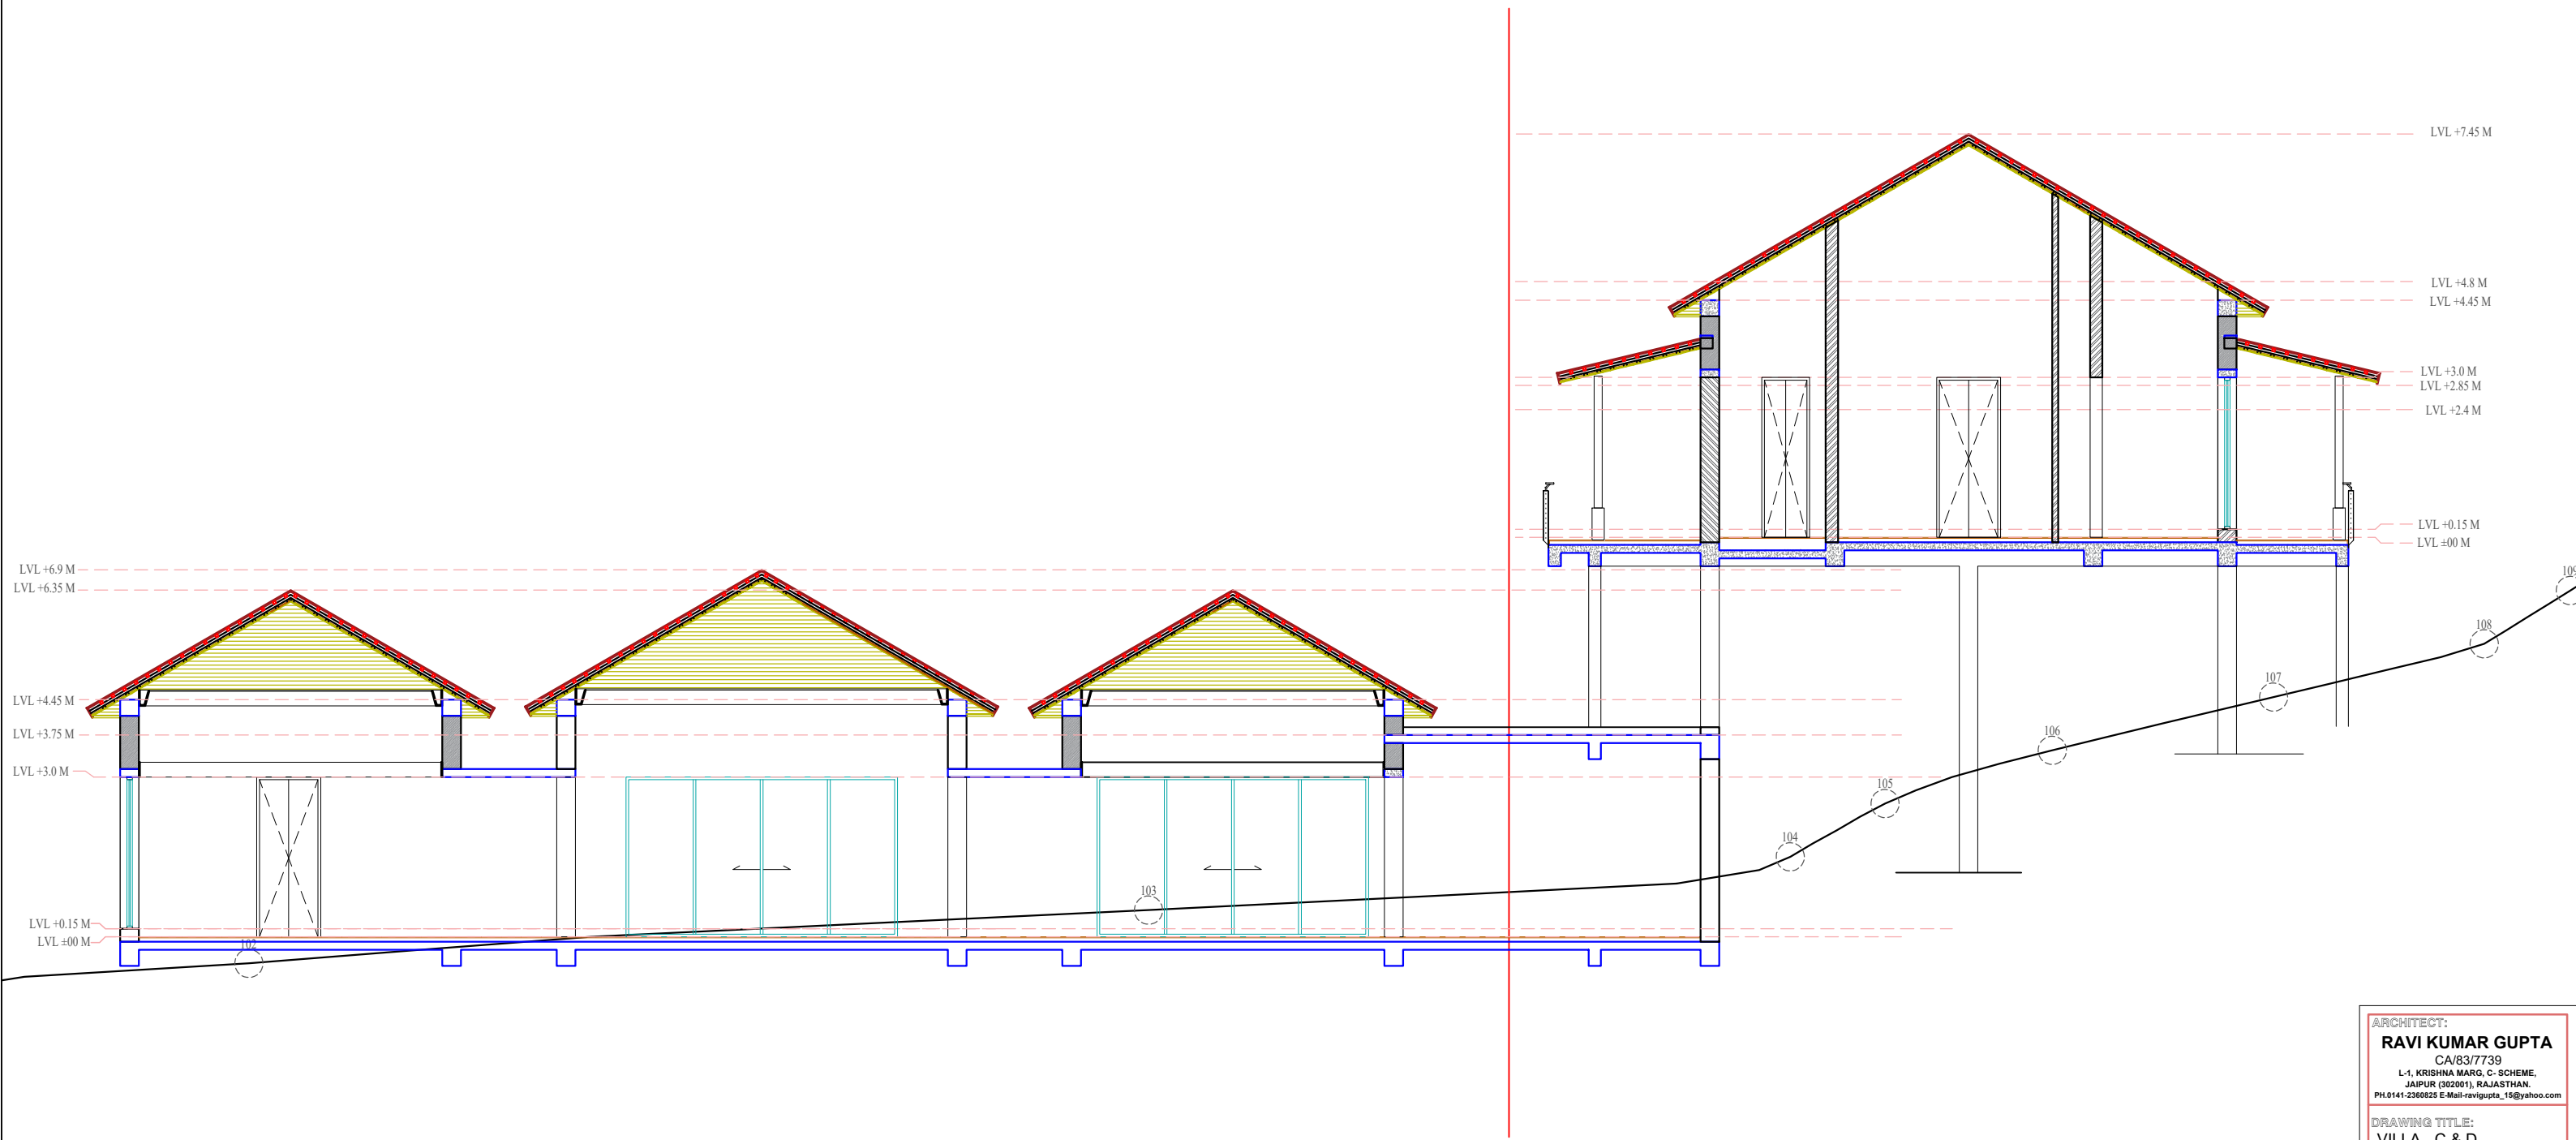 LVL +7.45 M
LVL +4.8 M
LVL +4.45 M
LVL +3.0 M
LVL +2.85 M
LVL +2.4 M
LVL +0.15 M
LVL ±00 M
LVL +6.9 M
LVL +6.35 M
LVL +4.45 M
LVL +3.75 M
LVL +3.0 M
LVL +0.15 M
LVL ±00 M
102
103
104
105
106
107
108
109
ARCHITECT:
RAVI KUMAR GUPTA
CA/83/7739
L-1, KRISHNA MARG, C- SCHEME,
JAIPUR (302001), RAJASTHAN.
PH.0141-2360825 E-Mail-ravigupta_15@yahoo.com
DRAWING TITLE:
VILLA - C & D